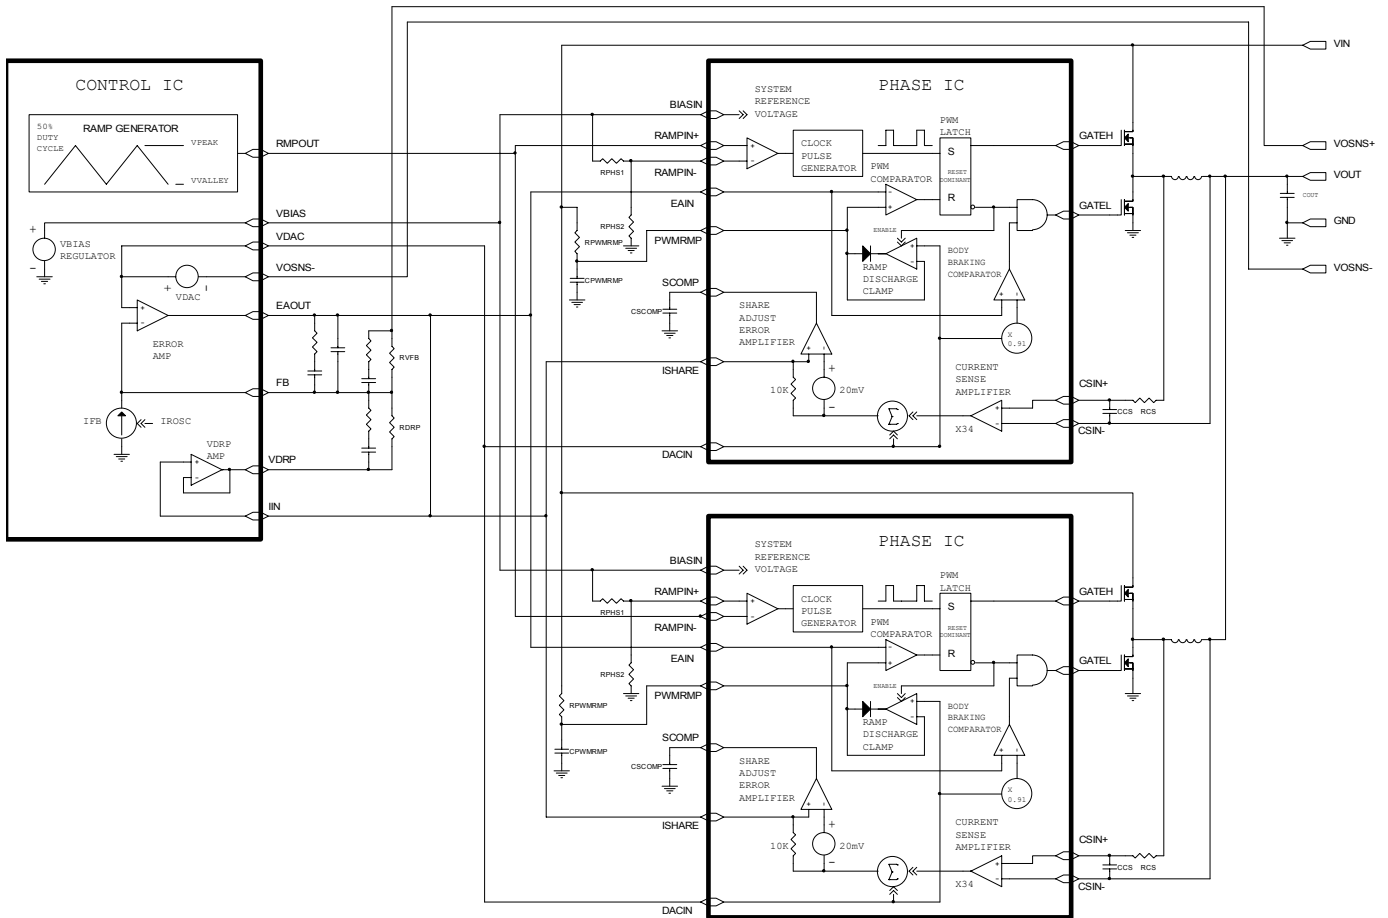 CONTROL IC
50%
DUTY
CYCLE
RAMP GENERATOR
VPEAK
VVALLEY
RMPOUT
+
VBIAS
REGULATOR
-
VBIAS
VDAC
VOSNS-
+
VDAC
-
EAOUT
+
-
ERROR
AMP
FB
IFB
IROSC
VDRP
AMP
+
-
VDRP
IIN
RVFB
RDRP
RPHS1
RPHS2
RPWMRMP
CPWMRMP
CSCOMP
BIASIN
RAMPIN+
RAMPIN-
EAIN
PWMRMP
SCOMP
ISHARE
DACIN
PHASE IC
SYSTEM
REFERENCE
VOLTAGE
+
-
CLOCK
PULSE
GENERATOR
PWM
LATCH
S
RESET
DOMINANT
R
PWM
COMPARATOR
-
+
ENABLE
+
-
RAMP
DISCHARGE
CLAMP
BODY
BRAKING
COMPARATOR
+
-
X
0.91
SHARE
ADJUST
ERROR
AMPLIFIER
+
-
10K
+
20mV
-
Σ
CURRENT
SENSE
AMPLIFIER
X34
+
-
GATEH
GATEL
CSIN+
CSIN-
CCS
RCS
VIN
VOSNS+
VOUT
COUT
GND
VOSNS-
RPHS1
RPHS2
RPWMRMP
CPWMRMP
CSCOMP
BIASIN
RAMPIN+
RAMPIN-
EAIN
PWMRMP
SCOMP
ISHARE
DACIN
PHASE IC
SYSTEM
REFERENCE
VOLTAGE
+
-
CLOCK
PULSE
GENERATOR
PWM
LATCH
S
RESET
DOMINANT
R
PWM
COMPARATOR
-
+
ENABLE
+
-
RAMP
DISCHARGE
CLAMP
BODY
BRAKING
COMPARATOR
+
-
X
0.91
SHARE
ADJUST
ERROR
AMPLIFIER
+
-
10K
+
20mV
-
Σ
CURRENT
SENSE
AMPLIFIER
X34
+
-
GATEH
GATEL
CSIN+
CSIN-
CCS
RCS